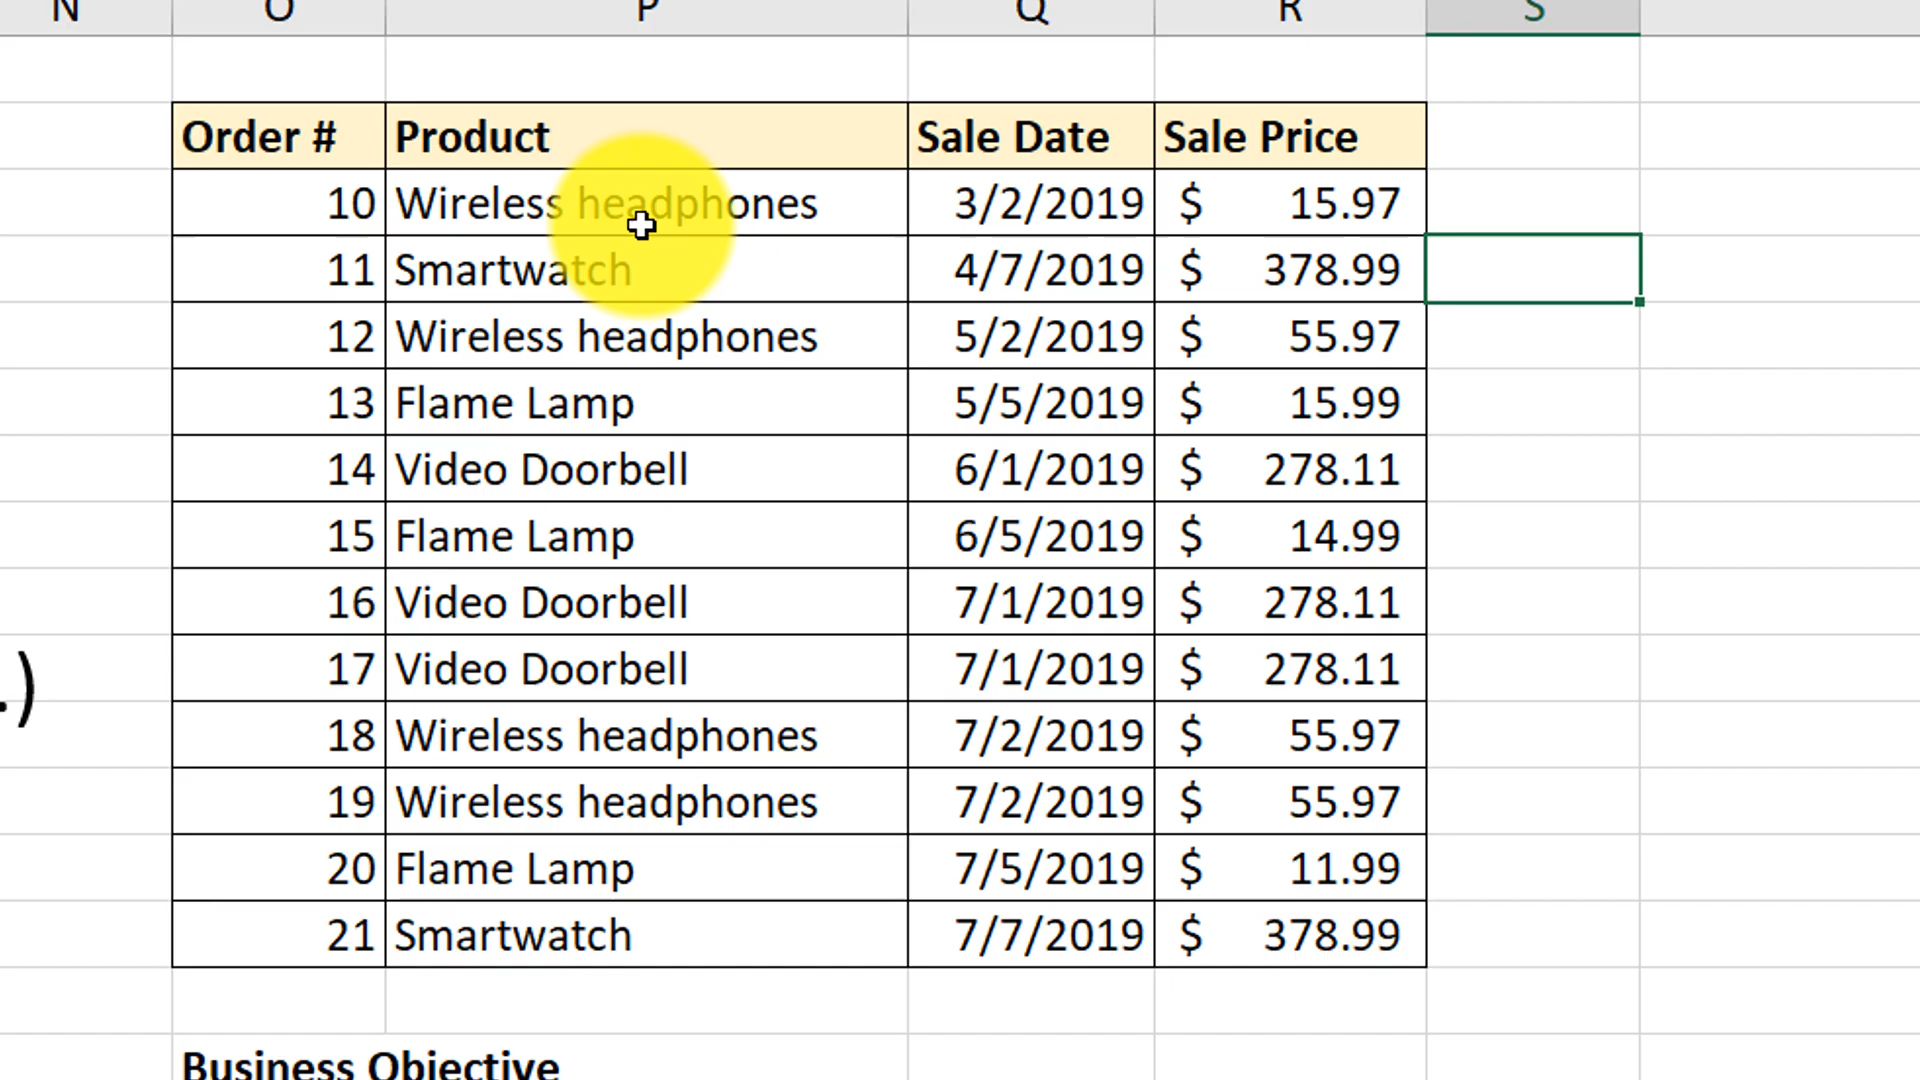 N O P Q R S
Order # Product Sale Date Sale Price
10 Wireless headphones 3/2/2019 $ 15.97
11 Smartwatch 4/7/2019 $ 378.99
12 Wireless headphones 5/2/2019 $ 55.97
13 Flame Lamp 5/5/2019 $ 15.99
14 Video Doorbell 6/1/2019 $ 278.11
15 Flame Lamp 6/5/2019 $ 14.99
16 Video Doorbell 7/1/2019 $ 278.11
.)
17 Video Doorbell 7/1/2019 $ 278.11
18 Wireless headphones 7/2/2019 $ 55.97
19 Wireless headphones 7/2/2019 $ 55.97
20 Flame Lamp 7/5/2019 $ 11.99
21 Smartwatch 7/7/2019 $ 378.99
Business Objective